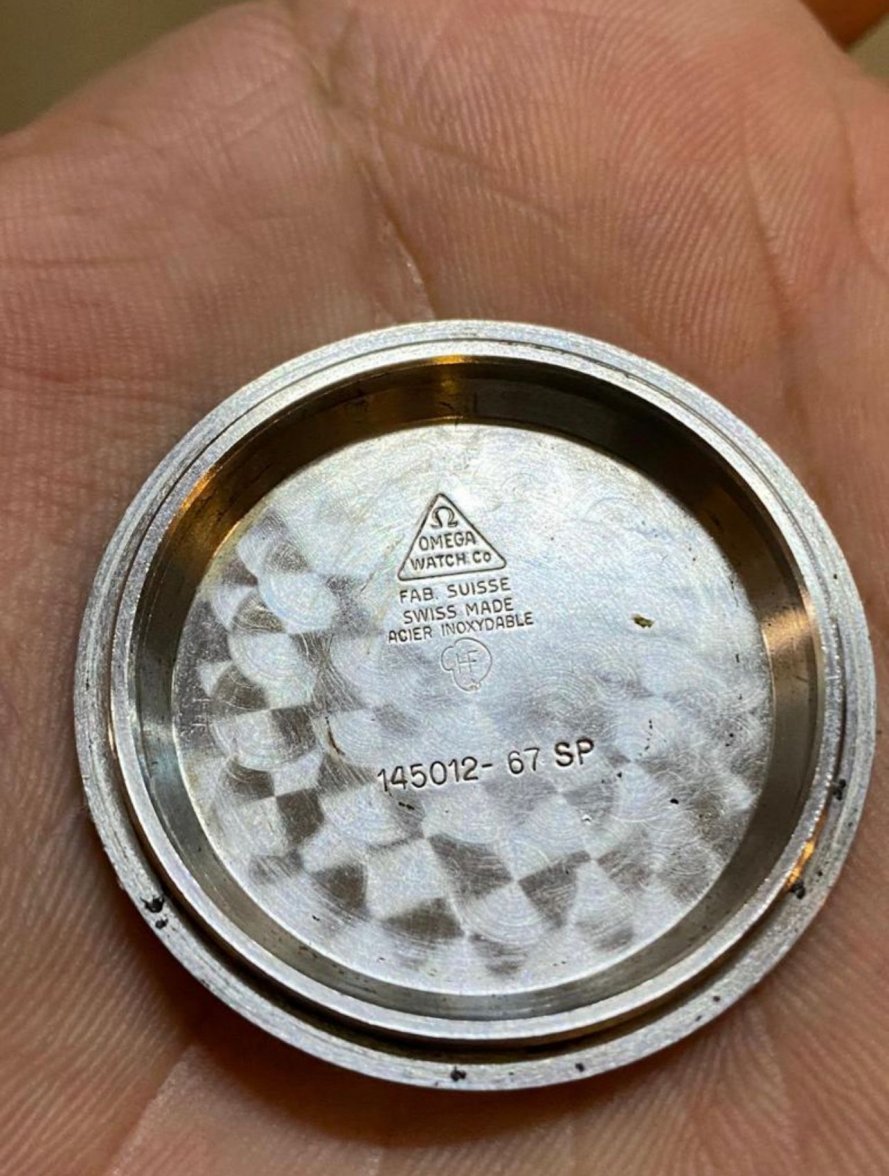 Ω
OMEGA
WATCH. Co
FAB. SUISSE
SWISS MADE
ACIER INOXYDABLE
145012- 67 SP